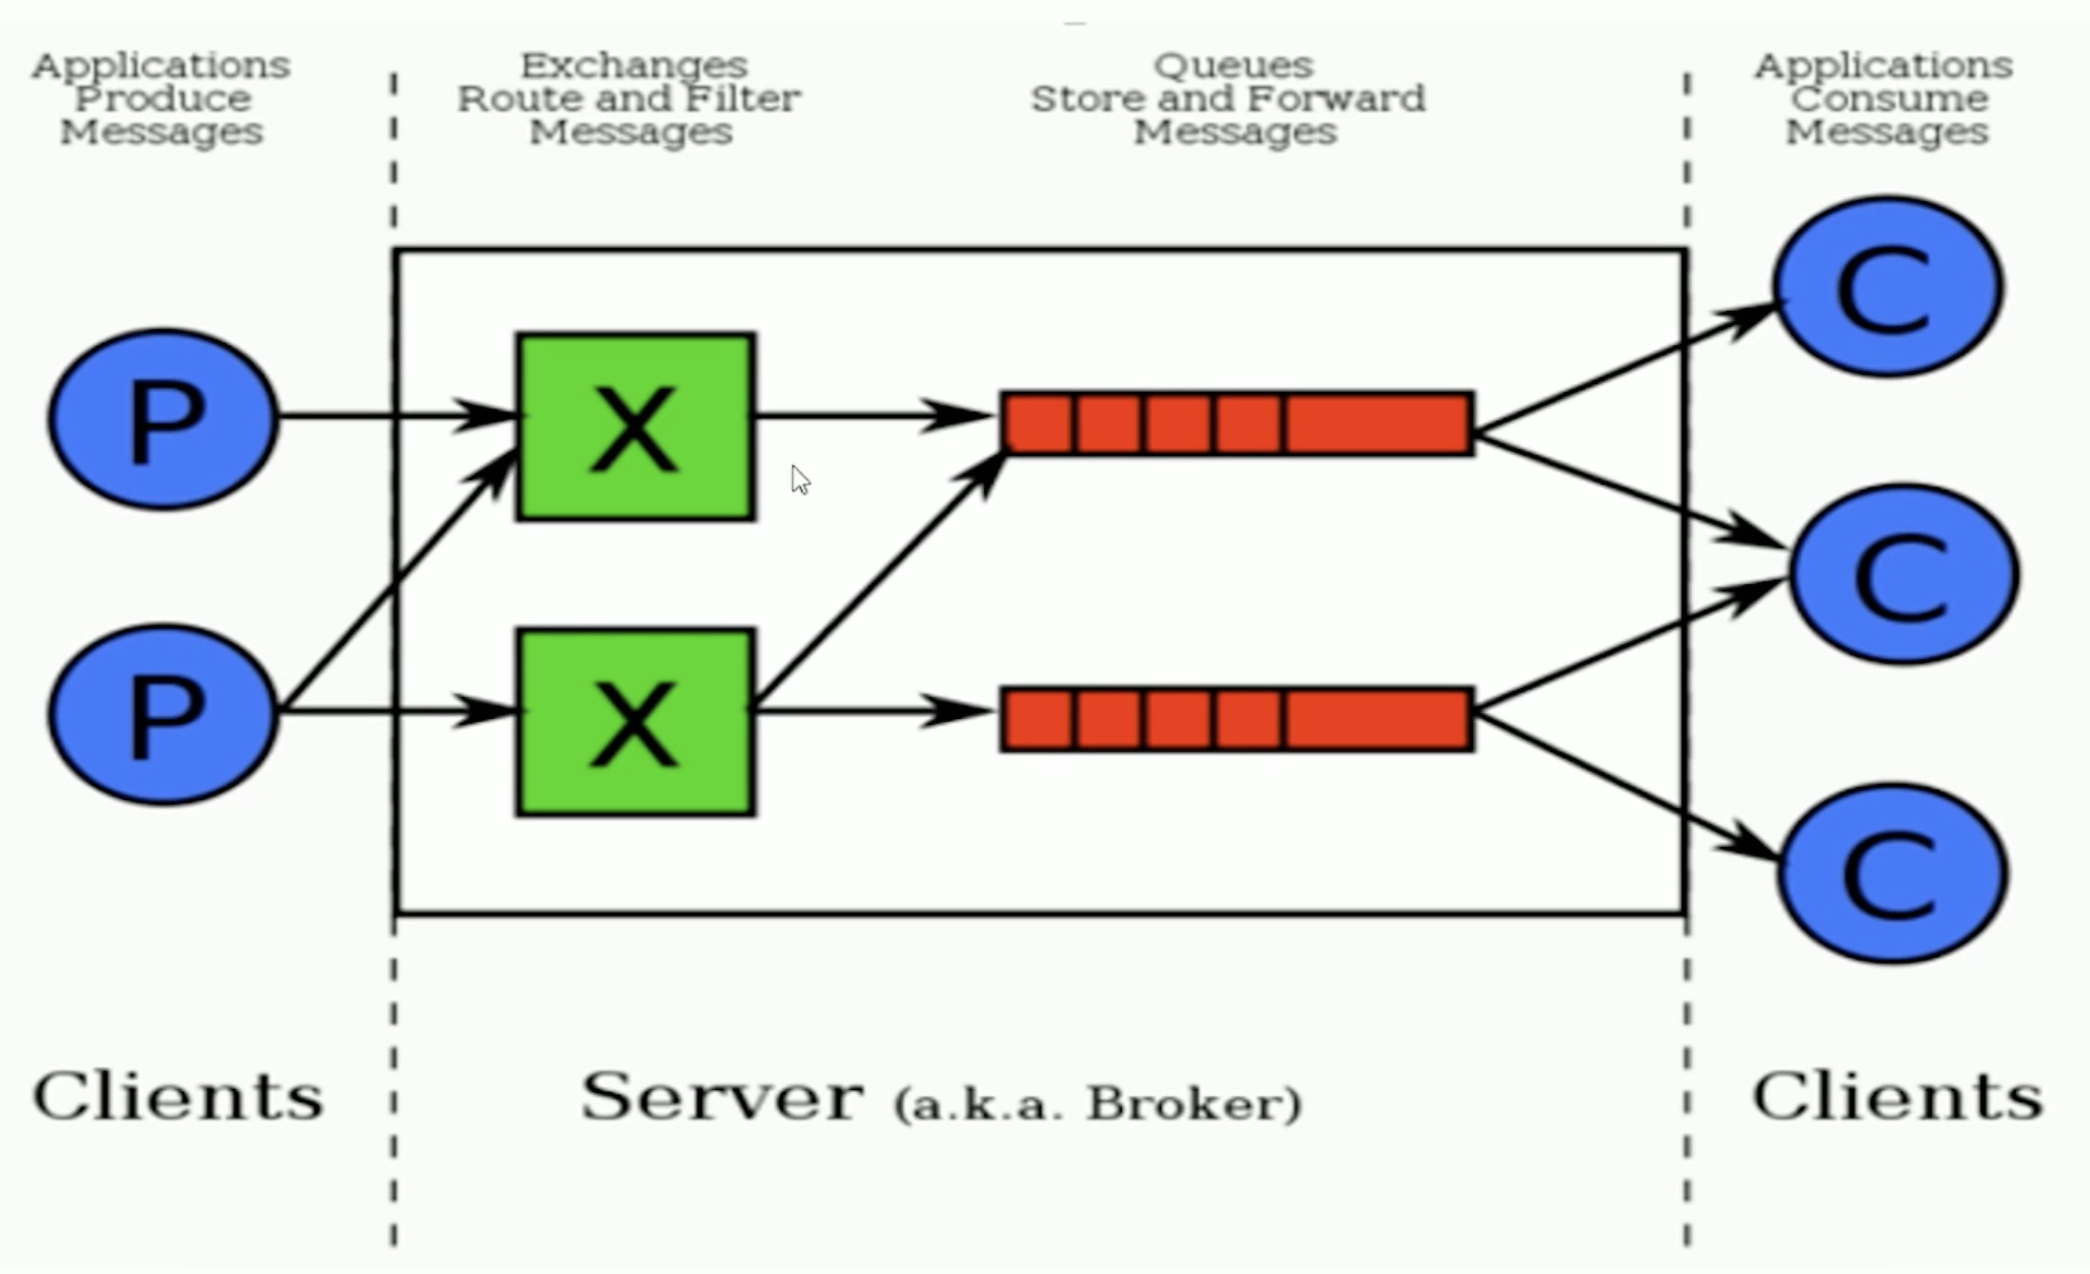 Applications
Produce
Messages
Exchanges
Route and Filter
Messages
Queues
Store and Forward
Messages
Applications
Consume
Messages
P
X
C
C
P
X
C
Clients
Server (a.k.a. Broker)
Clients